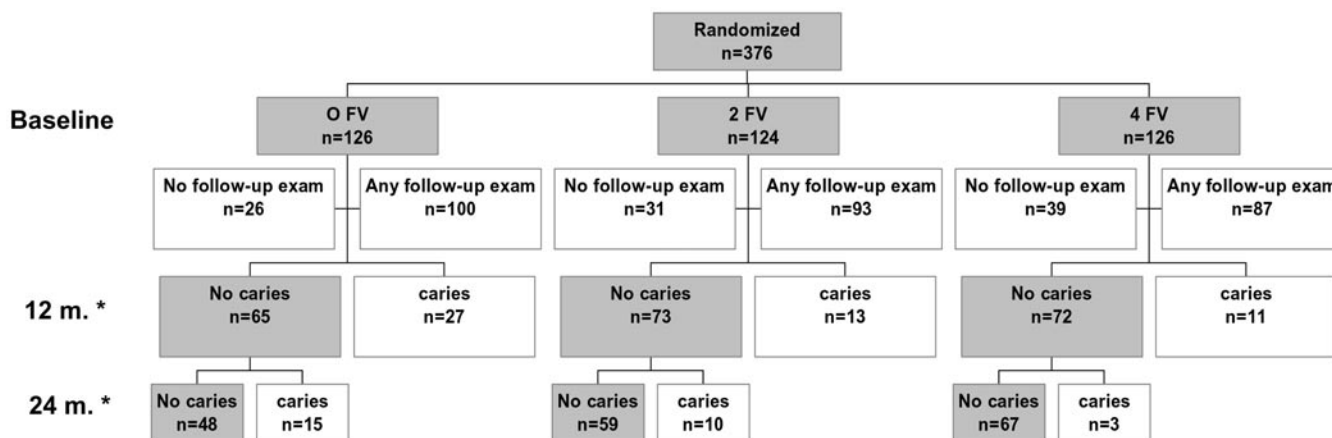 Randomized
n=376
Baseline
O FV
n=126
2 FV
n=124
4 FV
n=126
No follow-up exam
n=26
Any follow-up exam
n=100
No follow-up exam
n=31
Any follow-up exam
n=93
No follow-up exam
n=39
Any follow-up exam
n=87
12 m. *
No caries
n=65
caries
n=27
No caries
n=73
caries
n=13
No caries
n=72
caries
n=11
24 m. *
No caries
n=48
caries
n=15
No caries
n=59
caries
n=10
No caries
n=67
caries
n=3